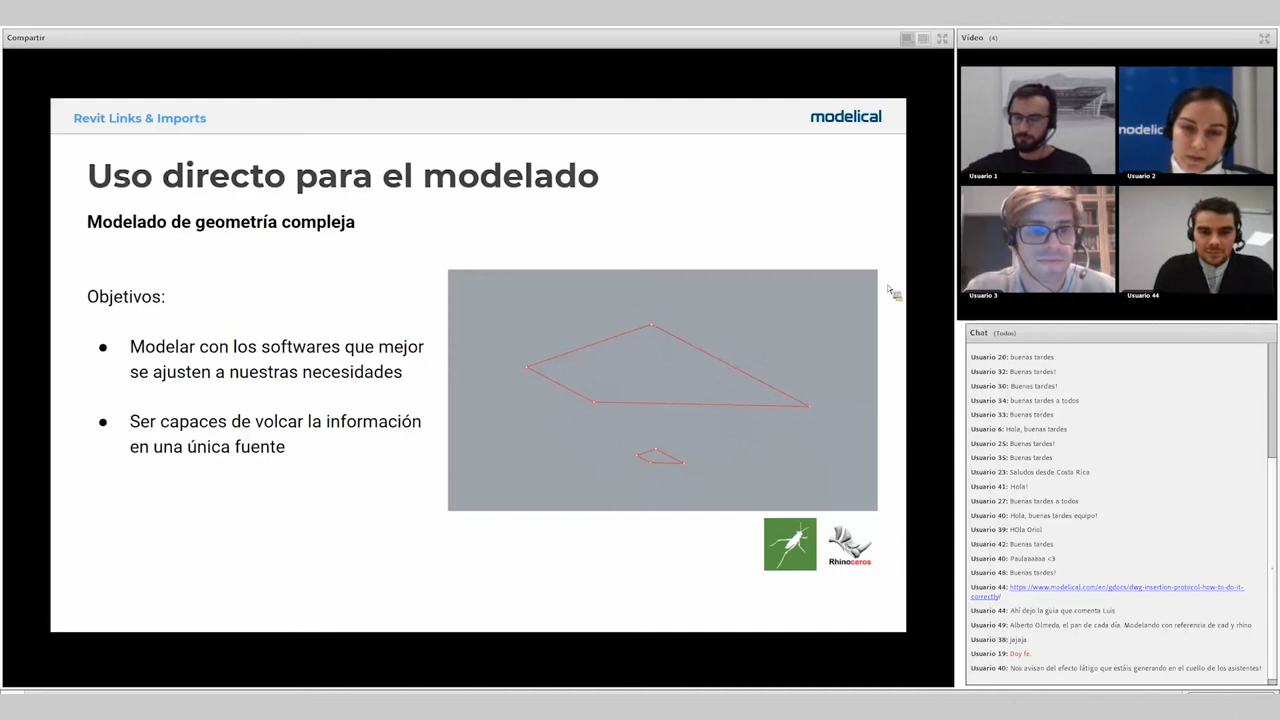 Compartir
Revit Links & Imports
modelical
Uso directo para el modelado
Modelado de geometría compleja
Objetivos:
● Modelar con los softwares que mejor
se ajusten a nuestras necesidades
● Ser capaces de volcar la información
en una única fuente
Rhinoceros
Vídeo (4)
nodelic
Usuario 1
Usuario 2
Usuario 3
Usuario 44
Chat (Todos)
Usuario 20: buenas tardes
Usuario 32: Buenas tardes!
Usuario 30: Buenas tardes!
Usuario 34: buenas tardes a todos
Usuario 33: Buenas tardes
Usuario 6: Hola, buenas tardes
Usuario 25: Buenas tardes!
Usuario 35: Buenas tardes
Usuario 23: Saludos desde Costa Rica
Usuario 41: Hola!
Usuario 27: Buenas tardes a todos
Usuario 40: Hola, buenas tardes equipo!
Usuario 39: HOla Oriol
Usuario 42: Buenas tardes
Usuario 40: Paulaaaaaa <3
Usuario 48: Buenas tardes!
Usuario 44: https://www.modelical.com/en/gdocs/dwg-insertion-protocol-how-to-do-it-
correctly/
Usuario 44: Ahí dejo la guia que comenta Luis
Usuario 49: Alberto Olmeda, el pan de cada día. Modelando con referencia de cad y rhino
Usuario 38: jajaja
Usuario 19: Doy fe.
Usuario 40: Nos avisan del efecto látigo que estáis generando en el cuello de los asistentes!